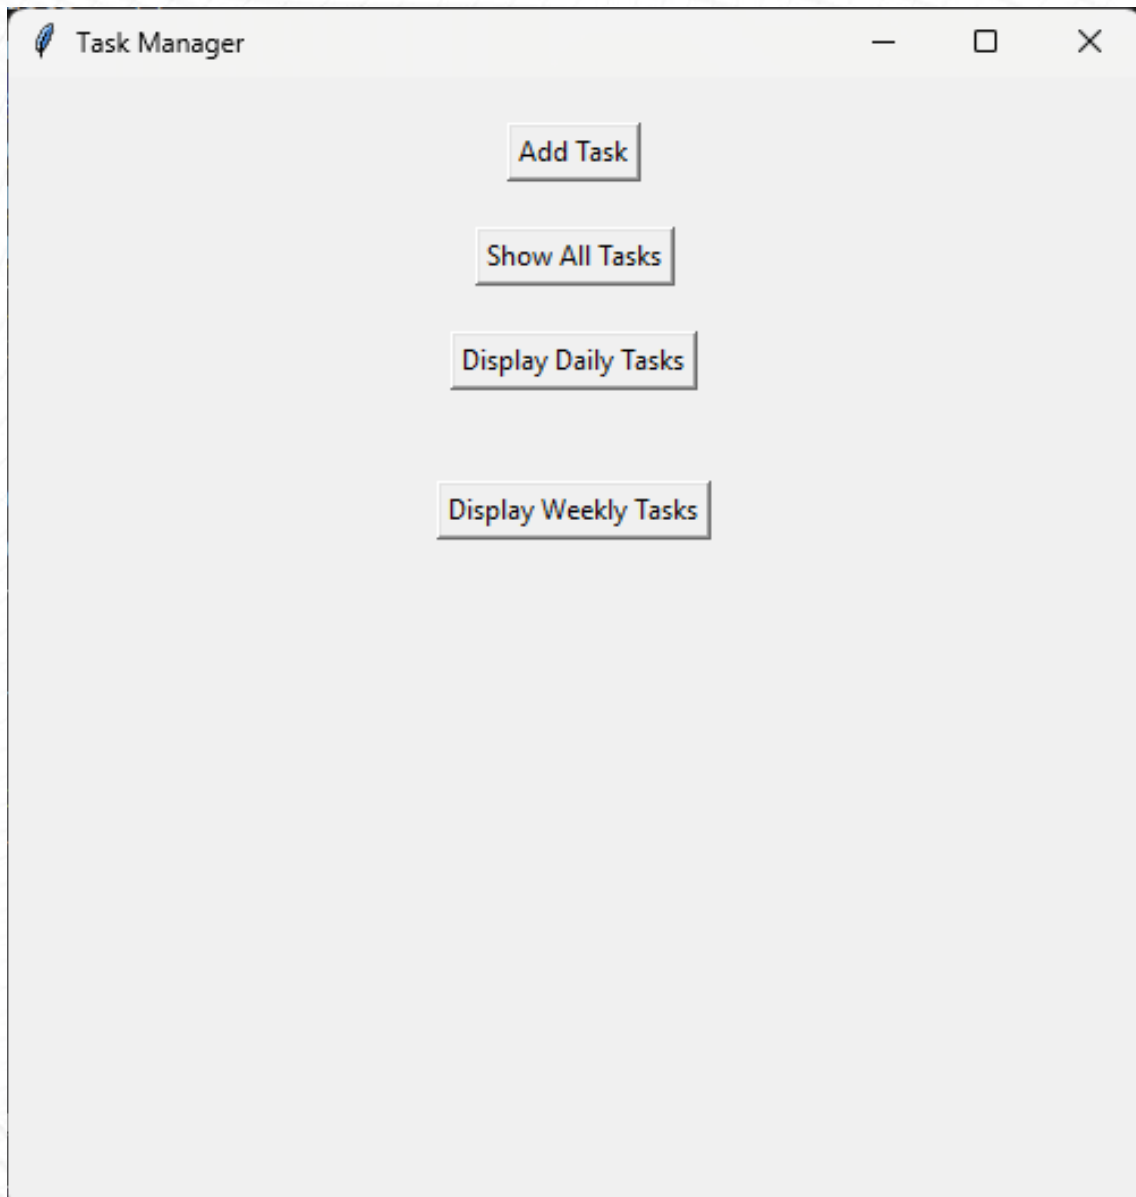 Task Manager
Add Task
Show All Tasks
Display Daily Tasks
Display Weekly Tasks